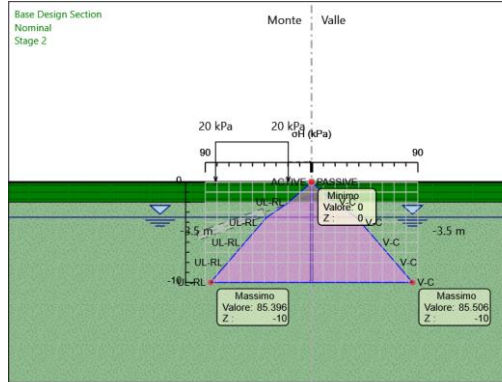 Base Design Section
Nominal
Stage 2
Monte Valle
20 kPa 20 kPa
σH (kPa)
90 90
0 ACTIVE PASSIVE
Minimo
Valore: 0
Z : 0
UL-RL V-C
UL-RL V-C
-3.5 m -3.5 m
UL-RL V-C
UL-RL V-C
-10
UL-RL V-C
Massimo
Valore: 85.396
Z : -10
Massimo
Valore: 85.506
Z : -10